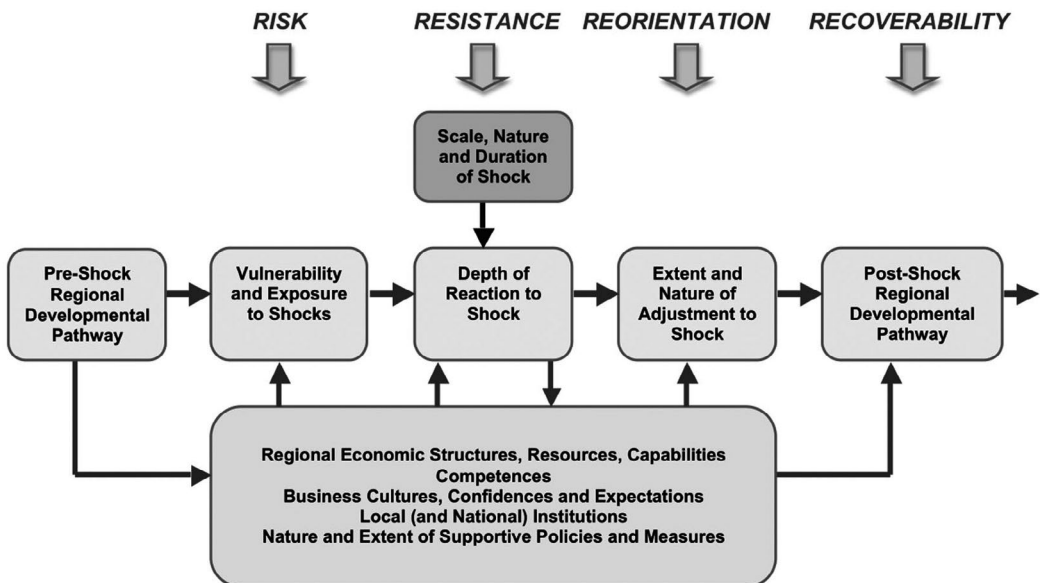 RISK
RESISTANCE
REORIENTATION
RECOVERABILITY
Scale, Nature
and Duration
of Shock
Pre-Shock
Regional
Developmental
Pathway
Vulnerability
and Exposure
to Shocks
Depth of
Reaction to
Shock
Extent and
Nature of
Adjustment to
Shock
Post-Shock
Regional
Developmental
Pathway
Regional Economic Structures, Resources, Capabilities
Competences
Business Cultures, Confidences and Expectations
Local (and National) Institutions
Nature and Extent of Supportive Policies and Measures